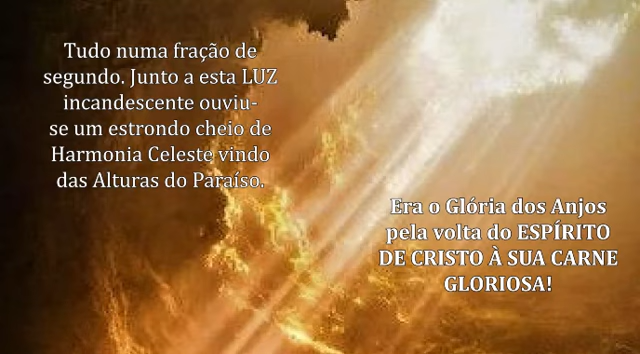 Tudo numa fração de
segundo. Junto a esta LUZ
incandescente ouviu-
se um estrondo cheio de
Harmonia Celeste vindo
das Alturas do Paraíso.
Era o Glória dos Anjos
pela volta do ESPÍRITO
DE CRISTO À SUA CARNE
GLORIOSA!